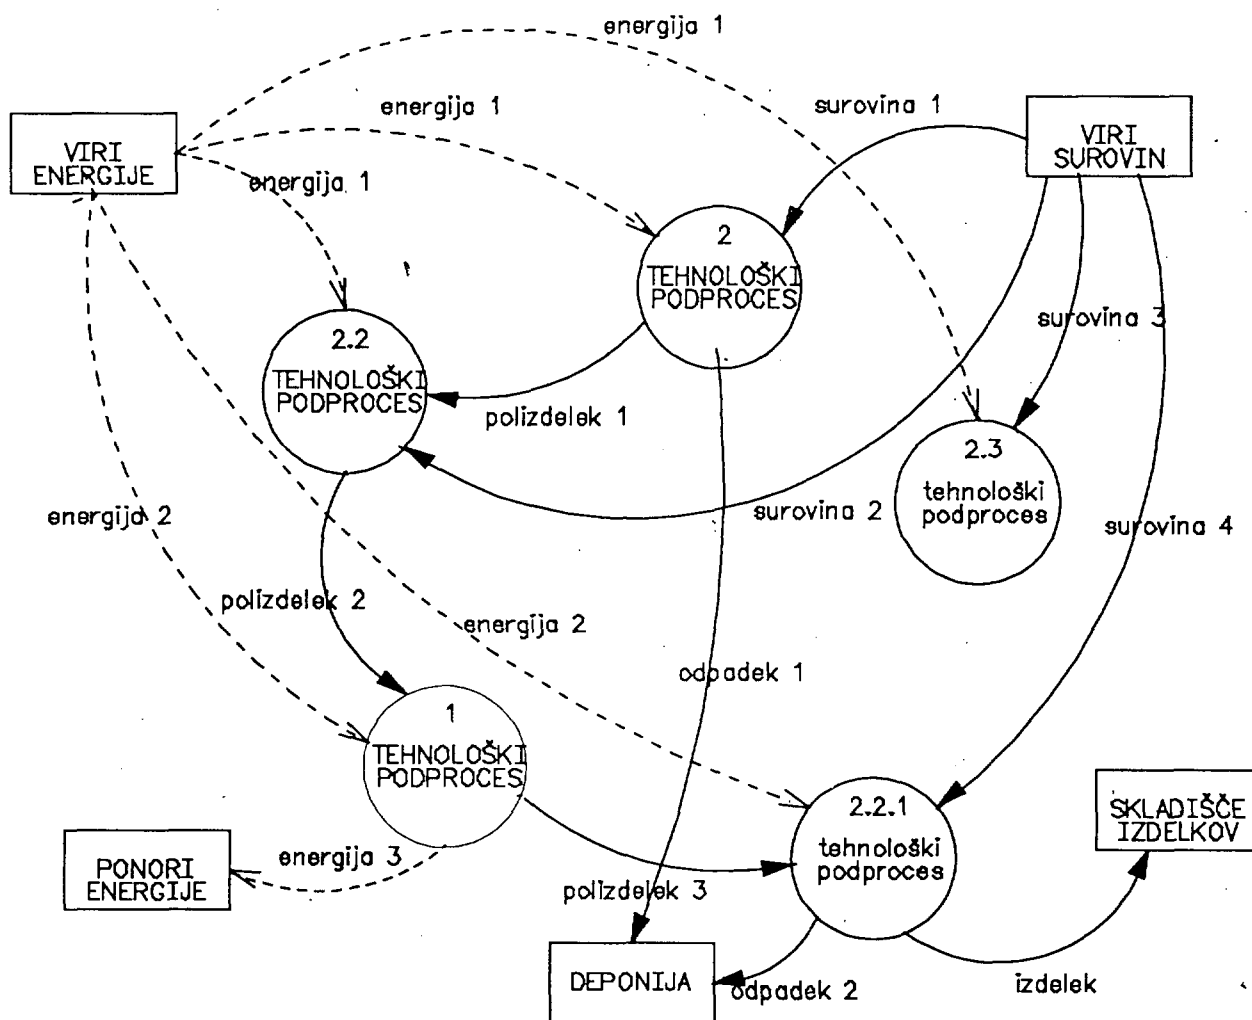 energija 1
energija 1
surovina 1
VIRI
ENERGIJE
VIRI
SUROVIN
energija 1
2
TEHNOLOŠKI
PODPROCES
surovina 3
2.2
TEHNOLOŠKI
PODPROCES
polizdelek 1
2.3
tehnološki
podproces
energija 2
surovina 2
surovina 4
polizdelek 2
energija 2
odpadek 1
1
TEHNOLOŠKI
PODPROCES
2.2.1
tehnološki
podproces
SKLADIŠČE
IZDELKOV
energija 3
PONORI
ENERGIJE
polizdelek 3
DEPONIJA
odpadek 2
izdelek